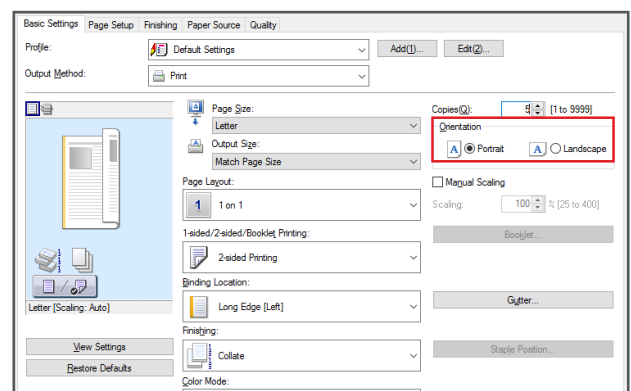 Basic Settings Page Setup Finishing Paper Source Quality
Profile: Default Settings Add(1)... Edit(2)...
Output Method: Print
Page Size: Copies(Q): 5 [1 to 9999]
Letter Orientation
Output Size: A Portrait A Landscape
Match Page Size
Page Layout: Manual Scaling
1 1 on 1 Scaling: 100 % [25 to 400]
1-sided/2-sided/Booklet Printing: Booklet...
2-sided Printing
Binding Location:
Long Edge [Left] Gutter...
Letter [Scaling: Auto]
Finishing:
View Settings Collate Staple Position...
Restore Defaults
Color Mode: